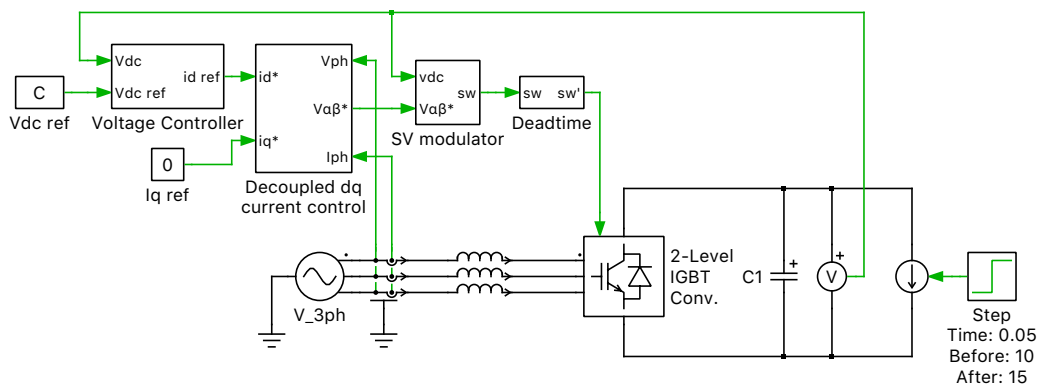 Vdc
Vdc ref
id ref
Voltage Controller
C
Vdc ref
0
Iq ref
id*
iq*
Vph
Vαβ*
Iph
Decoupled dq
current control
vdc
Vαβ*
sw
SV modulator
sw
sw'
Deadtime
V_3ph
2-Level
IGBT
Conv.
C1
+
V
+
Step
Time: 0.05
Before: 10
After: 15